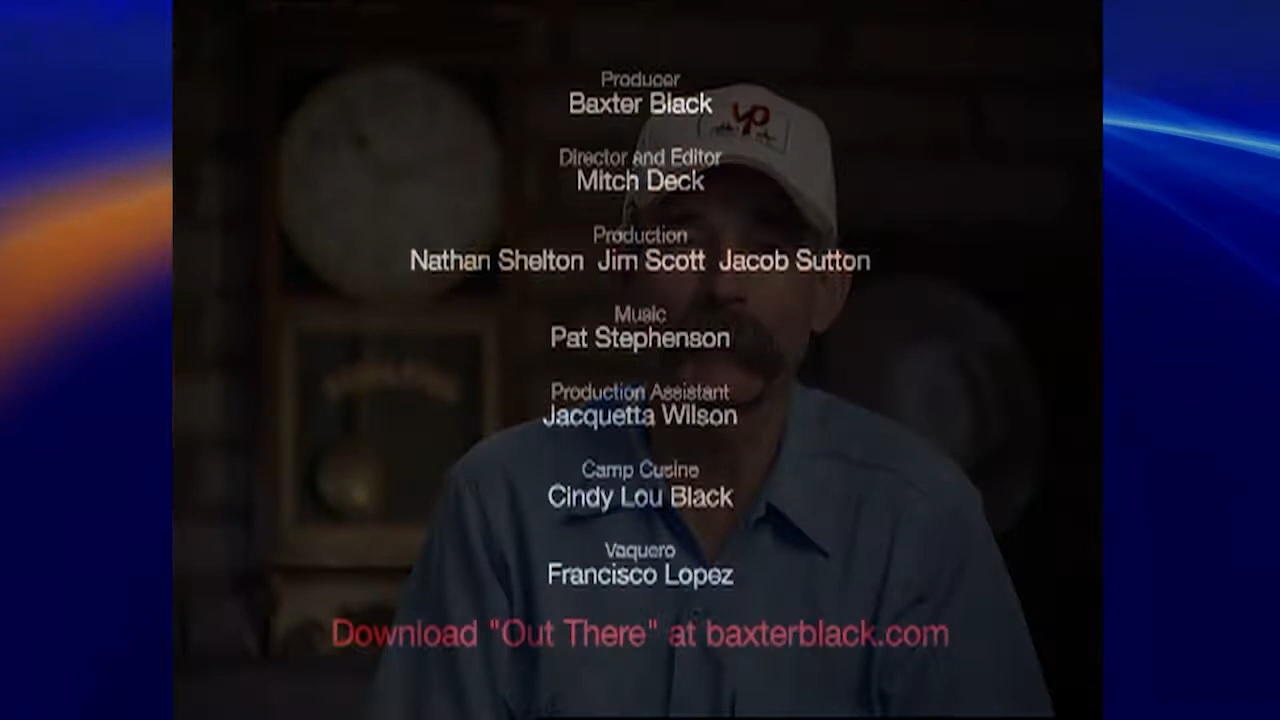 Producer
Baxter Black
Director and Editor
Mitch Deck
Production
Nathan Shelton Jim Scott Jacob Sutton
Music
Pat Stephenson
Production Assistant
Jacquetta Wilson
Camp Cusine
Cindy Lou Black
Vaquero
Francisco Lopez
Download "Out There" at baxterblack.com